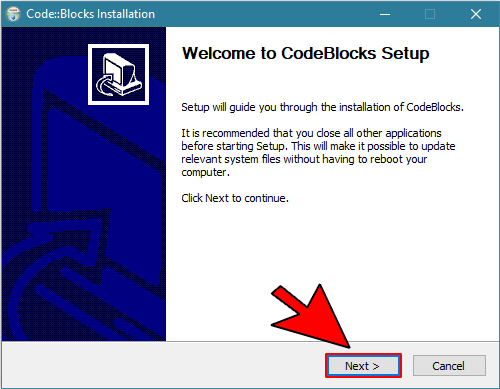 Code::Blocks Installation
Welcome to CodeBlocks Setup
Setup will guide you through the installation of CodeBlocks.
It is recommended that you close all other applications
before starting Setup. This will make it possible to update
relevant system files without having to reboot your
computer.
Click Next to continue.
Next >
Cancel